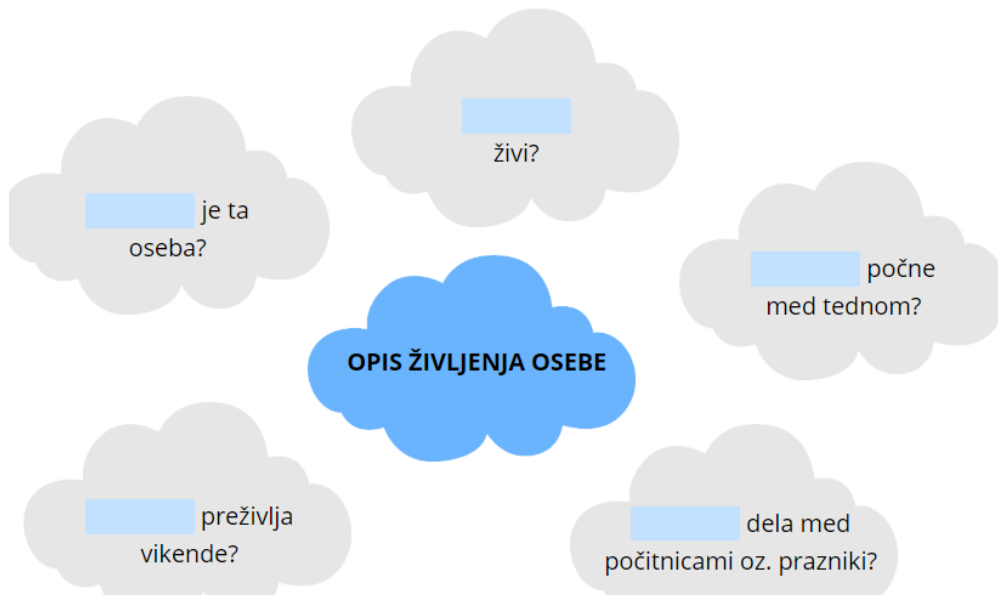 živi?
je ta
oseba?
počne
med tednom?
OPIS ŽIVLJENJA OSEBE
preživlja
vikende?
dela med
počitnicami oz. prazniki?